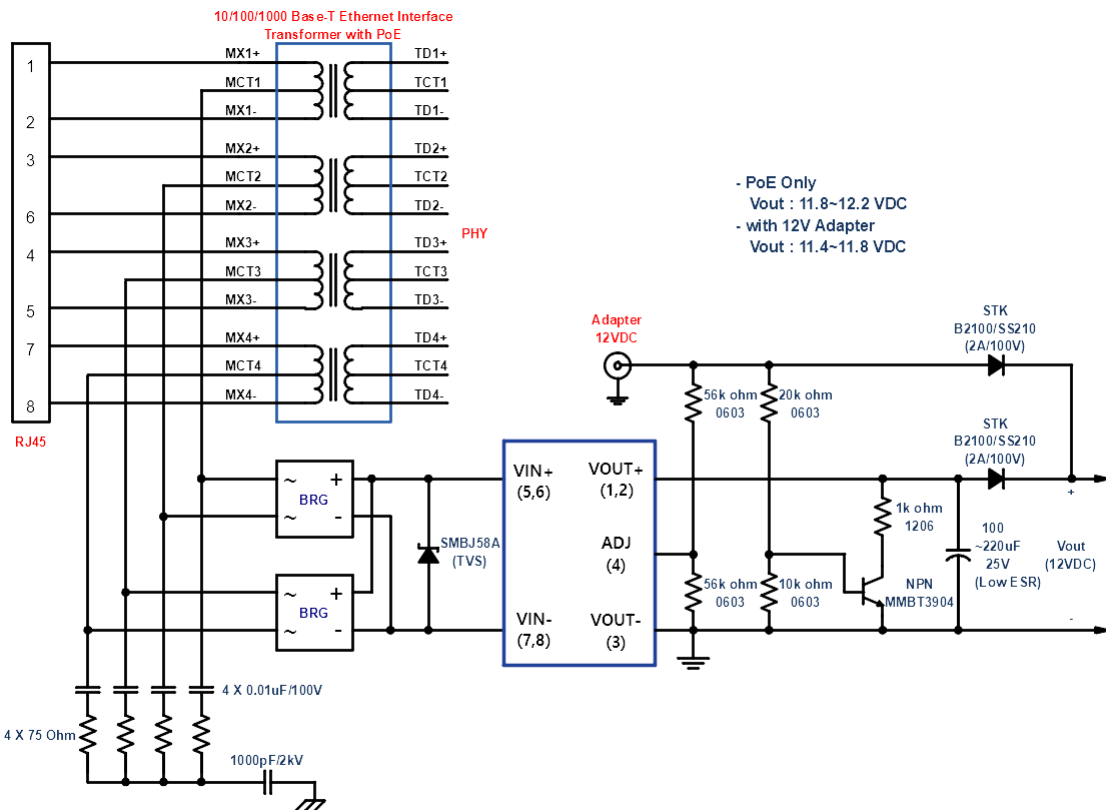 10/100/1000 Base-T Ethernet Interface
Transformer with PoE
1
2
3
6
4
5
7
8
RJ45
MX1+
MCT1
MX1-
MX2+
MCT2
MX2-
MX3+
MCT3
MX3-
MX4+
MCT4
MX4-
TD1+
TCT1
TD1-
TD2+
TCT2
TD2-
TD3+
TCT3
TD3-
TD4+
TCT4
TD4-
PHY
- PoE Only
Vout : 11.8~12.2 VDC
- with 12V Adapter
Vout : 11.4~11.8 VDC
Adapter
12VDC
STK
B2100/SS210
(2A/100V)
56k ohm
0603
20k ohm
0603
STK
B2100/SS210
(2A/100V)
~
+
BRG
~
-
~
+
BRG
~
-
SMBJ58A
(TVS)
VIN+
(5,6)
VOUT+
(1,2)
ADJ
(4)
VIN-
(7,8)
VOUT-
(3)
56k ohm
0603
10k ohm
0603
1k ohm
1206
NPN
MMBT3904
100
~220uF
25V
(Low ESR)
+
Vout
(12VDC)
-
4 X 0.01uF/100V
4 X 75 Ohm
1000pF/2kV